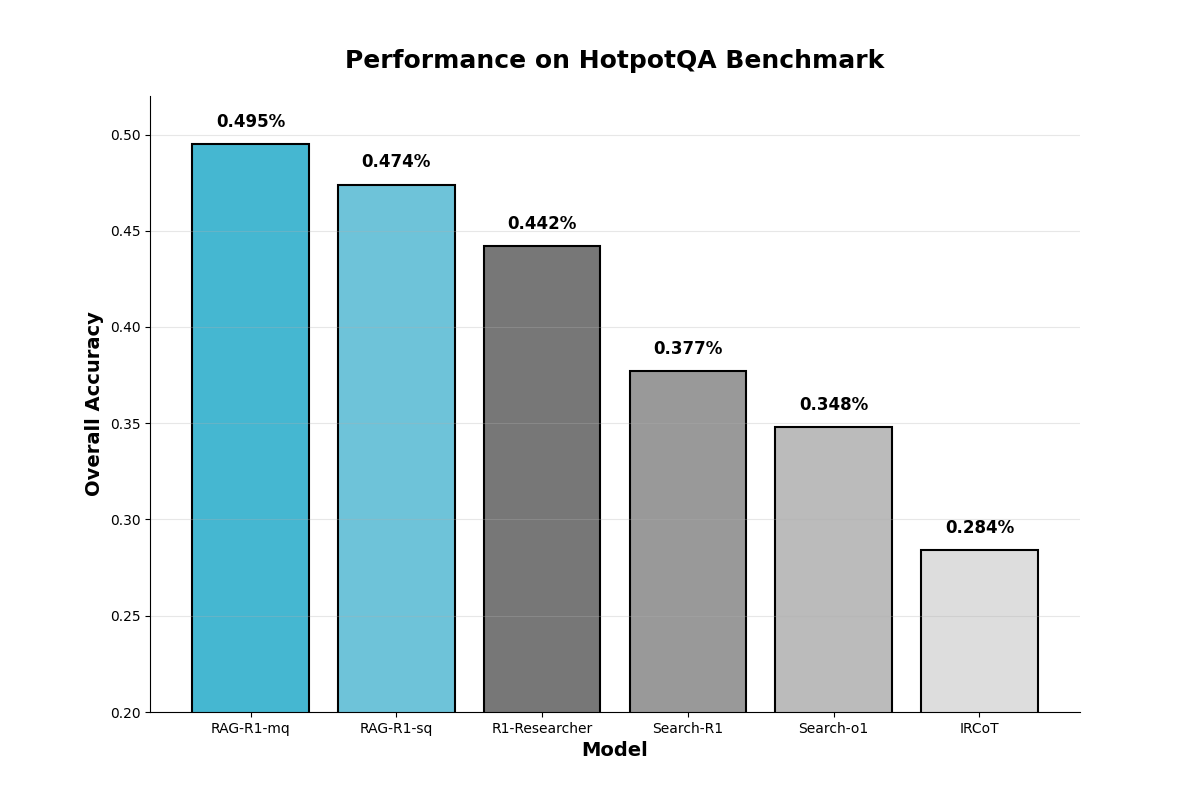 Performance on HotpotQA Benchmark
Overall Accuracy
0.50
0.45
0.40
0.35
0.30
0.25
0.20
0.495%
0.474%
0.442%
0.377%
0.348%
0.284%
RAG-R1-mq
RAG-R1-sq
R1-Researcher
Search-R1
Search-o1
IRCoT
Model